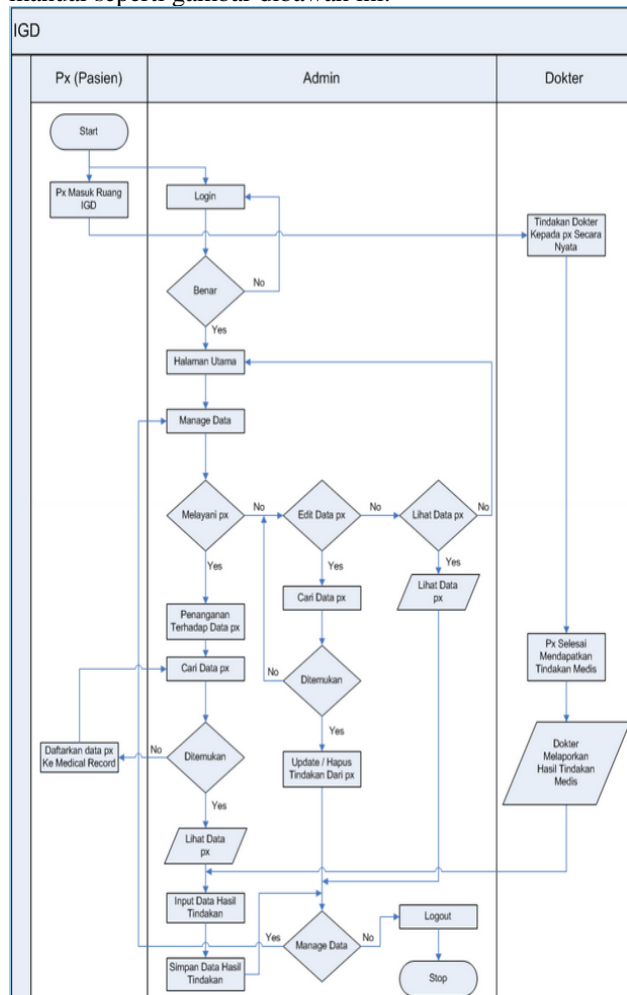 manual seperti gambar dibawah ini.
IGD
Px (Pasien)
Admin
Dokter
Start
Px Masuk Ruang
IGD
Login
Tindakan Dokter
Kepada px Secara
Nyata
Benar
No
Yes
Halaman Utama
Manage Data
Melayani px
No
Edit Data px
No
Lihat Data px
No
Yes
Yes
Yes
Penanganan
Terhadap Data px
Cari Data px
Lihat Data
px
Cari Data px
Ditemukan
No
Px Selesai
Mendapatkan
Tindakan Medis
Daftarkan data px
Ke Medical Record
No
Ditemukan
Yes
Update / Hapus
Tindakan Dari px
Dokter
Melaporkan
Hasil Tindakan
Medis
Yes
Lihat Data
px
Input Data Hasil
Tindakan
Yes
Manage Data
No
Logout
Simpan Data Hasil
Tindakan
Stop